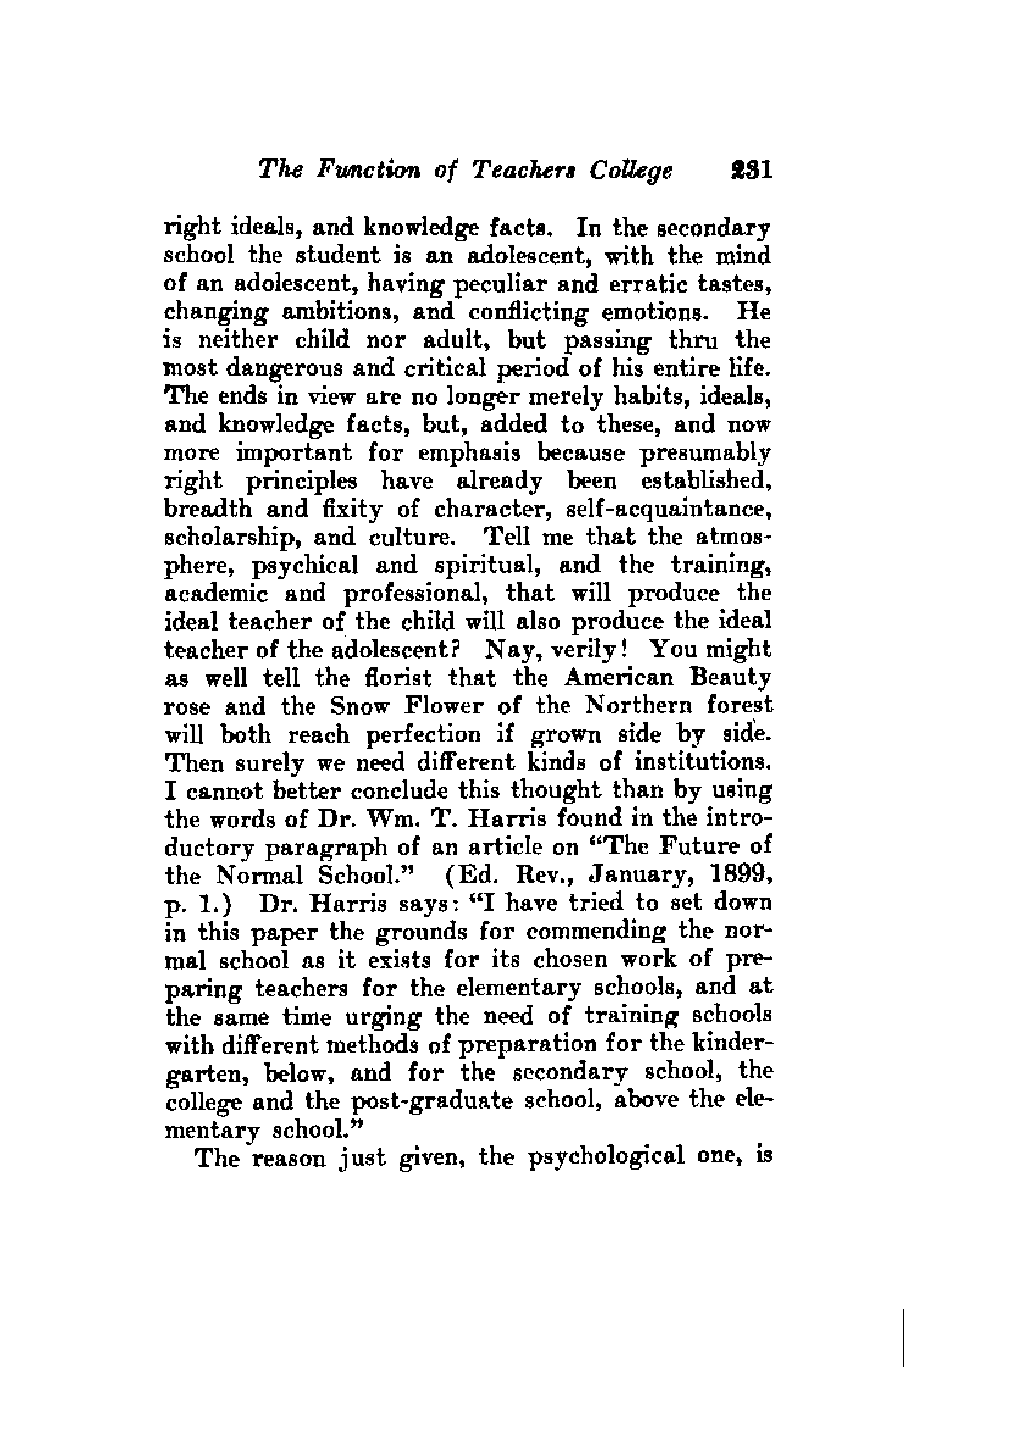 The Function of Teachers College 231
right ideals, and knowledge facts. In the secondary
school the student is an adolescent, with the mind
of an adolescent, having peculiar and erratic tastes,
changing ambitions, and conflicting emotions. He
is neither child nor adult, but passing thru the
most dangerous and critical period of his entire life.
The ends in view are no longer merely habits, ideals,
and knowledge facts, but, added to these, and now
more important for emphasis because presumably
right principles have already been established,
breadth and fixity of character, self-acquaintance,
scholarship, and culture. Tell me that the atmos-
phere, psychical and spiritual, and the training,
academic and professional, that will produce the
ideal teacher of the child will also produce the ideal
teacher of the adolescent? Nay, verily! You might
as well tell the florist that the American Beauty
rose and the Snow Flower of the Northern forest
will both reach perfection if grown side by side.
Then surely we need different kinds of institutions.
I cannot better conclude this thought than by using
the words of Dr. Wm. T. Harris found in the intro-
ductory paragraph of an article on "The Future of
the Normal School." (Ed. Rev., January, 1899,
p. 1.) Dr. Harris says: "I have tried to set down
in this paper the grounds for commending the nor-
mal school as it exists for its chosen work of pre-
paring teachers for the elementary schools, and at
the same time urging the need of training schools
with different methods of preparation for the kinder-
garten, below, and for the secondary school, the
college and the post-graduate school, above the ele-
mentary school."
The reason just given, the psychological one, is